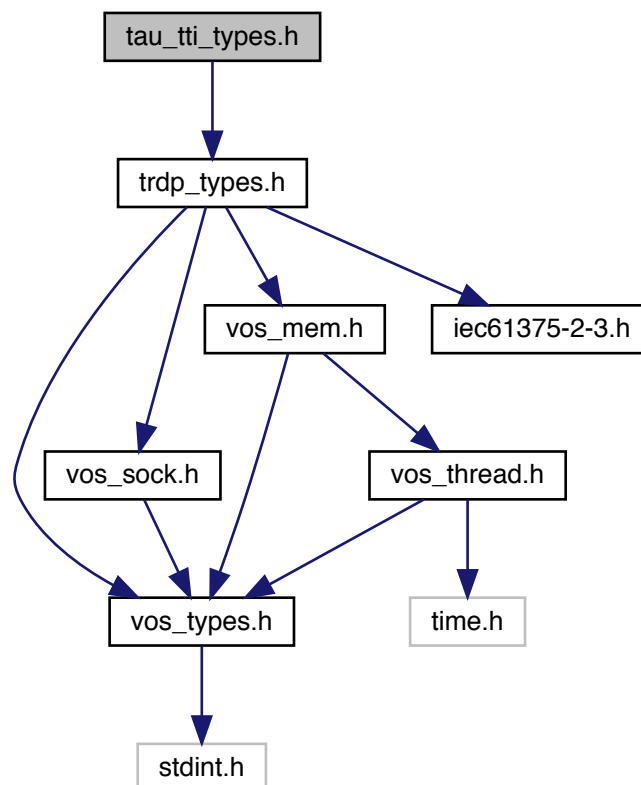 tau_tti_types.h
trdp_types.h
vos_mem.h
iec61375-2-3.h
vos_sock.h
vos_thread.h
vos_types.h
time.h
stdint.h